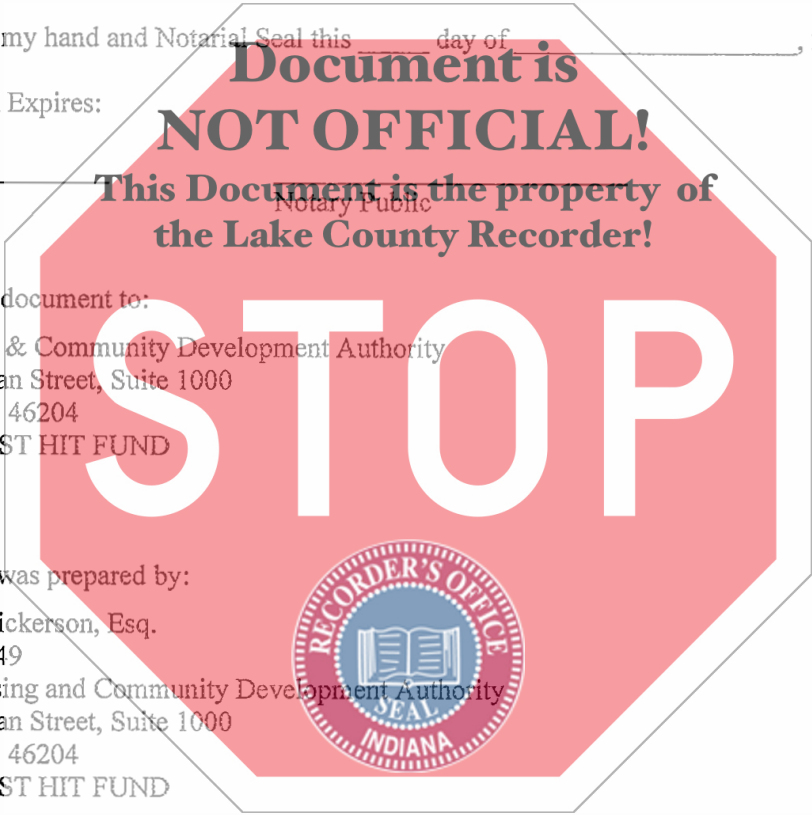 my hand and Notarial Seal this ______ day of ________________________,
Document is
Expires:
NOT OFFICIAL!
This Document is the property of
Notary Public
the Lake County Recorder!
document to:
& Community Development Authority
an Street, Suite 1000
46204
ST HIT FUND
STOP
was prepared by:
ickerson, Esq.
49
ing and Community Development Authority
an Street, Suite 1000
46204
ST HIT FUND
RECORDER'S OFFICE
SEAL
INDIANA